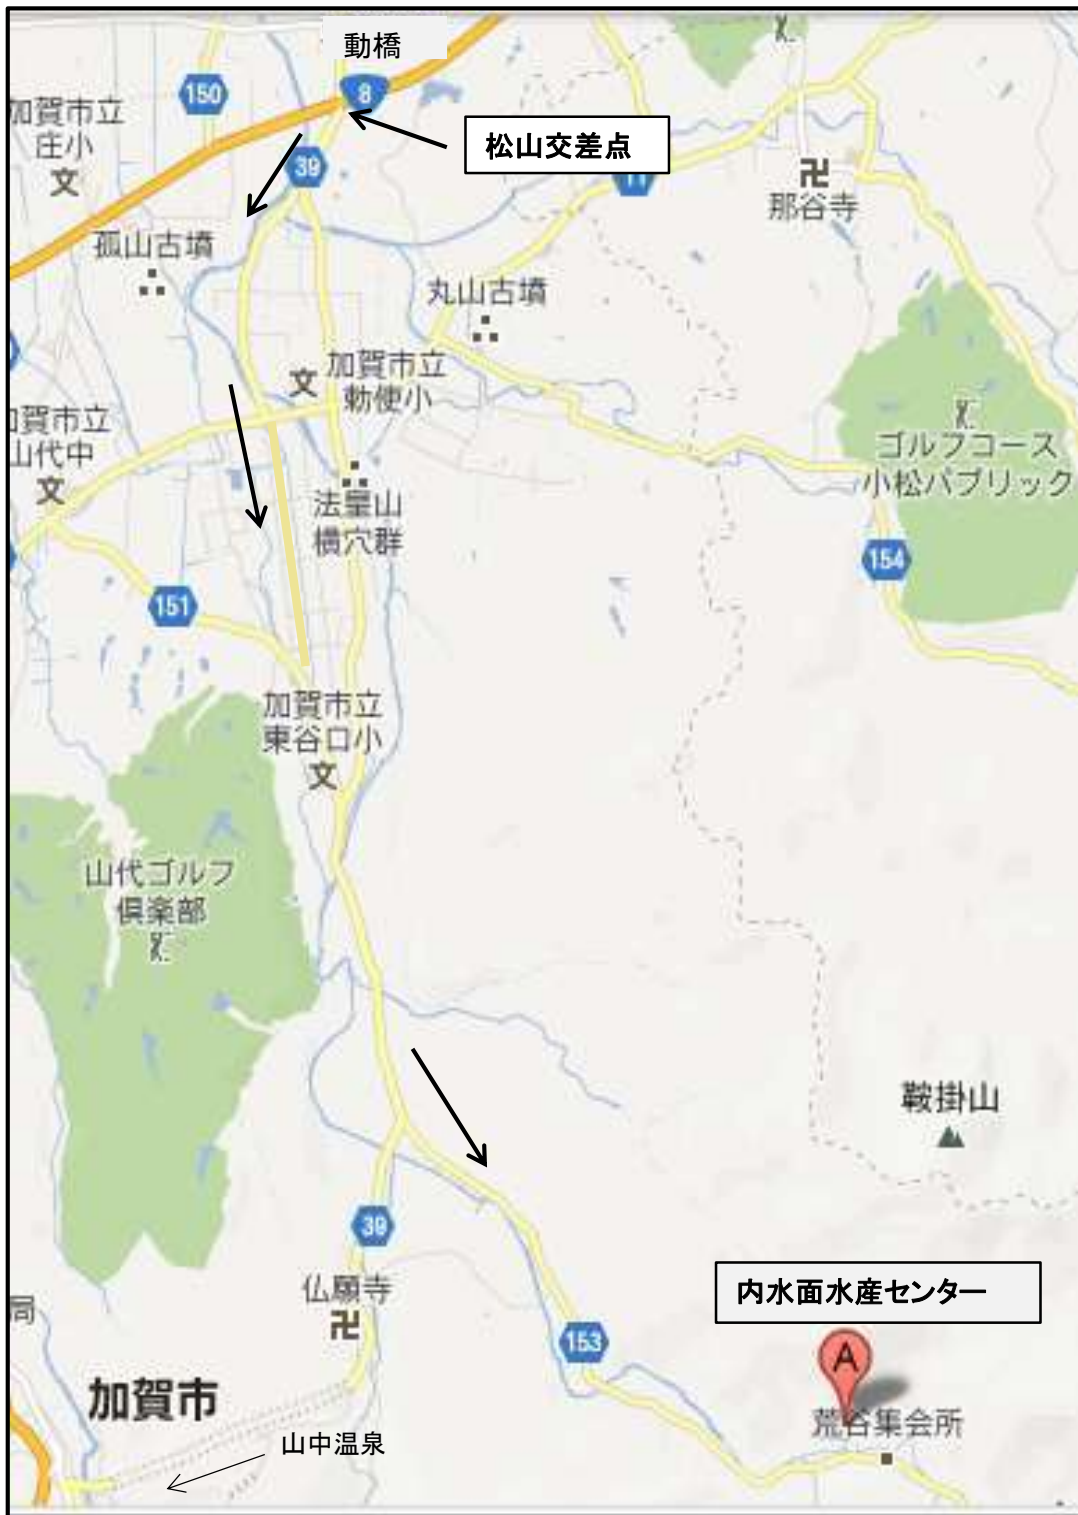 動橋
8
150
松山交差点
加賀市立
庄小
文
39
11
那谷寺
孤山古墳
丸山古墳
加賀市立
勅使小
文
加賀市立
山代中
文
ゴルフコース
小松パブリック
法皇山
横穴群
154
151
加賀市立
東谷口小
文
山代ゴルフ
倶楽部
鞍掛山
39
内水面水産センター
仏願寺
局
153
A
加賀市
荒谷集会所
山中温泉